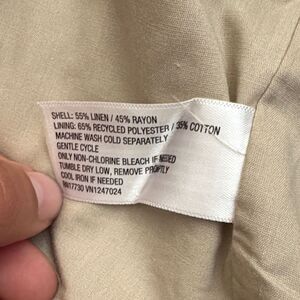 SHELL: 55% LINEN / 45% RAYON
LINING: 65% RECYCLED POLYESTER / 35% COTTON
MACHINE WASH COLD SEPARATELY
GENTLE CYCLE
ONLY NON-CHLORINE BLEACH IF NEEDED
TUMBLE DRY LOW, REMOVE PROMPTLY
COOL IRON IF NEEDED
RN17730 VN1247024